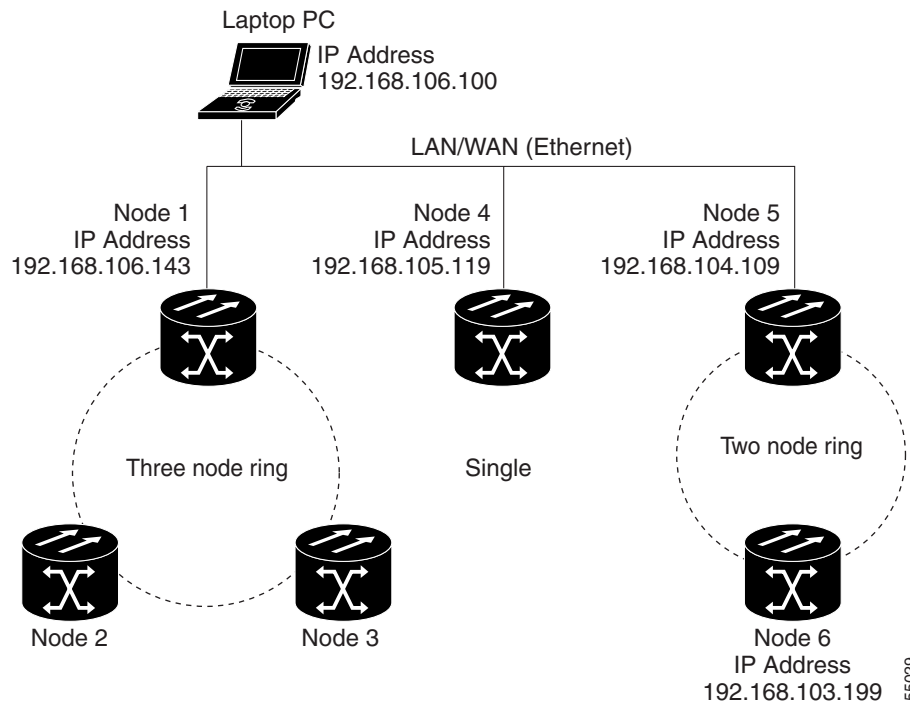 Laptop PC
IP Address
192.168.106.100
LAN/WAN (Ethernet)
Node 1
IP Address
192.168.106.143
Node 4
IP Address
192.168.105.119
Node 5
IP Address
192.168.104.109
Three node ring
Single
Two node ring
Node 2
Node 3
Node 6
IP Address
192.168.103.199
55029